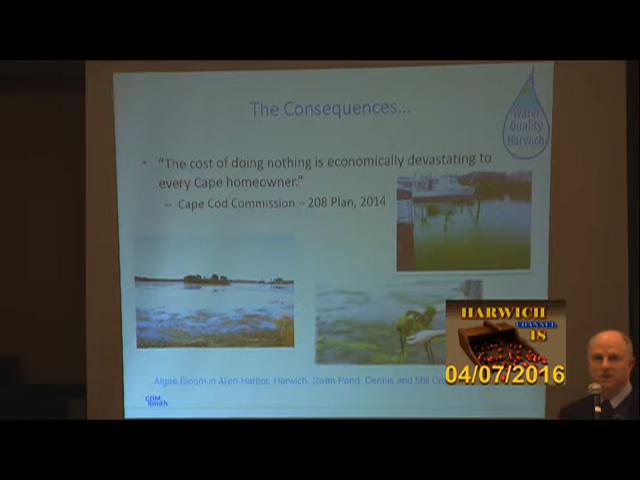 The Consequences...
Water
Quality
Harwich
• "The cost of doing nothing is economically devastating to
every Cape homeowner."
– Cape Cod Commission – 208 Plan, 2014
HARWICH
CHANNEL
18
04/07/2016
Algae Bloom in Allen Harbor, Harwich, Swan Pond, Dennis and Mill
CDM
Smith